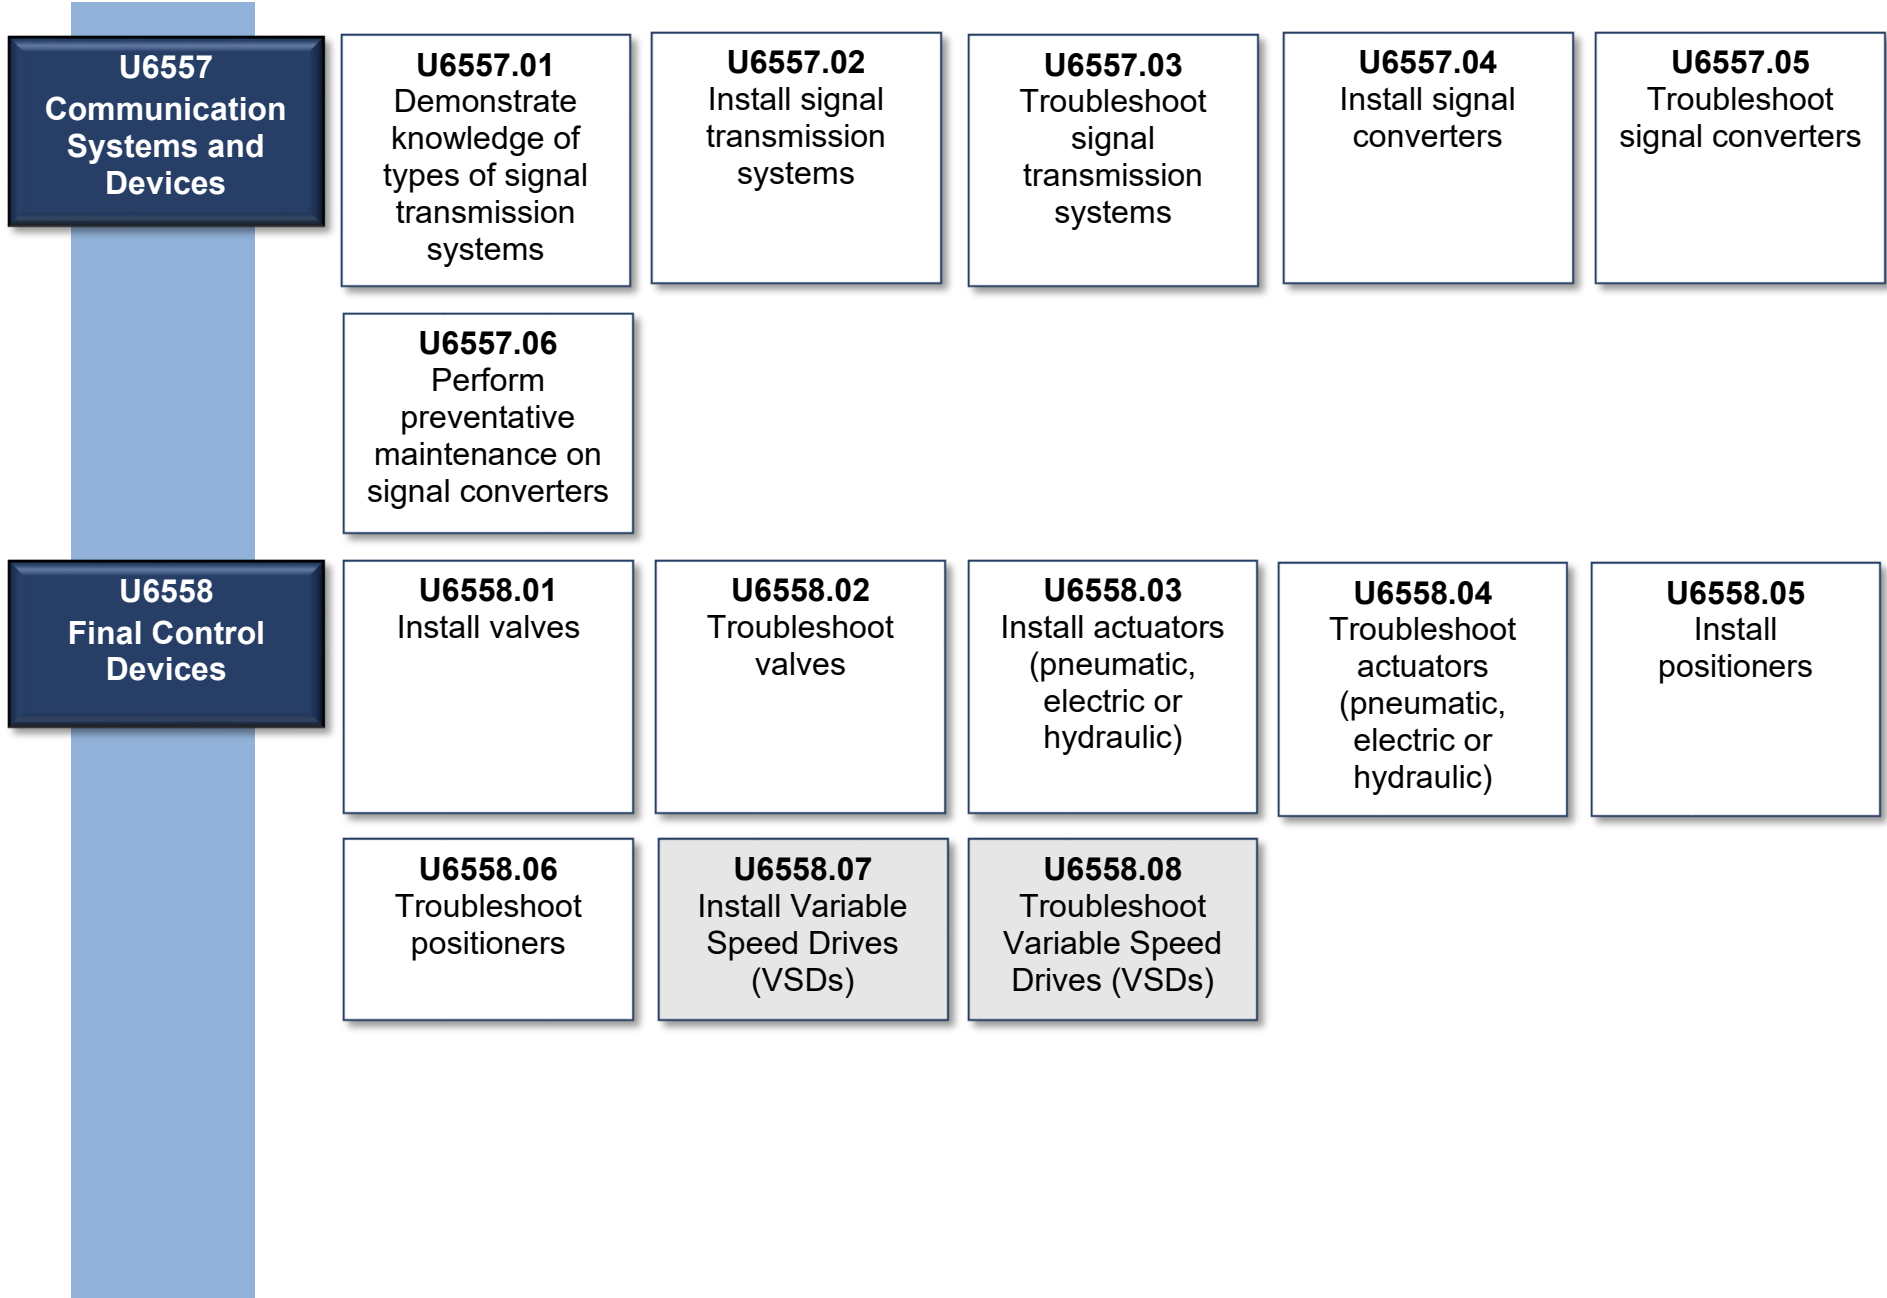 U6557
Communication
Systems and
Devices
U6557.01
Demonstrate
knowledge of
types of signal
transmission
systems
U6557.02
Install signal
transmission
systems
U6557.03
Troubleshoot
signal
transmission
systems
U6557.04
Install signal
converters
U6557.05
Troubleshoot
signal converters
U6557.06
Perform
preventative
maintenance on
signal converters
U6558
Final Control
Devices
U6558.01
Install valves
U6558.02
Troubleshoot
valves
U6558.03
Install actuators
(pneumatic,
electric or
hydraulic)
U6558.04
Troubleshoot
actuators
(pneumatic,
electric or
hydraulic)
U6558.05
Install
positioners
U6558.06
Troubleshoot
positioners
U6558.07
Install Variable
Speed Drives
(VSDs)
U6558.08
Troubleshoot
Variable Speed
Drives (VSDs)